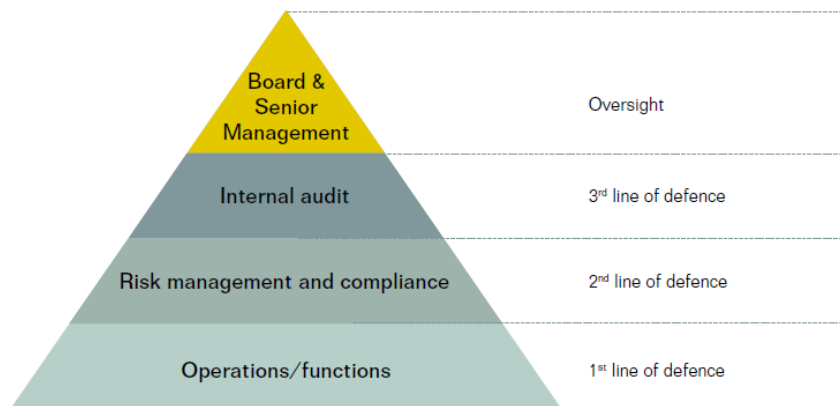 Board &
Senior
Management
Oversight
Internal audit
3rd line of defence
Risk management and compliance
2nd line of defence
Operations/functions
1st line of defence